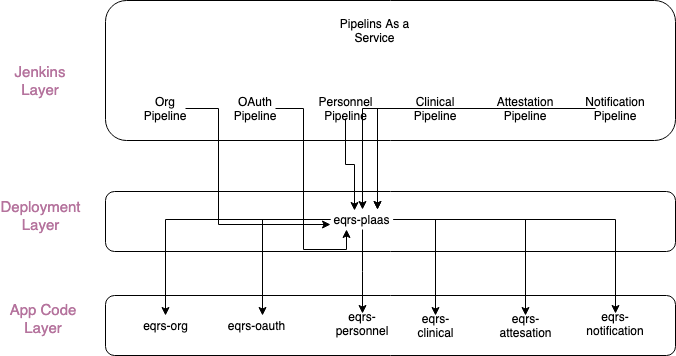 Pipelins As a
Service
Jenkins
Layer
Org
Pipeline
OAuth
Pipeline
Personnel
Pipeline
Clinical
Pipeline
Attestation
Pipeline
Notification
Pipeline
Deployment
Layer
eqrs-plaas
App Code
Layer
eqrs-org
eqrs-oauth
eqrs-
personnel
eqrs-
clinical
eqrs-
attesation
eqrs-
notification